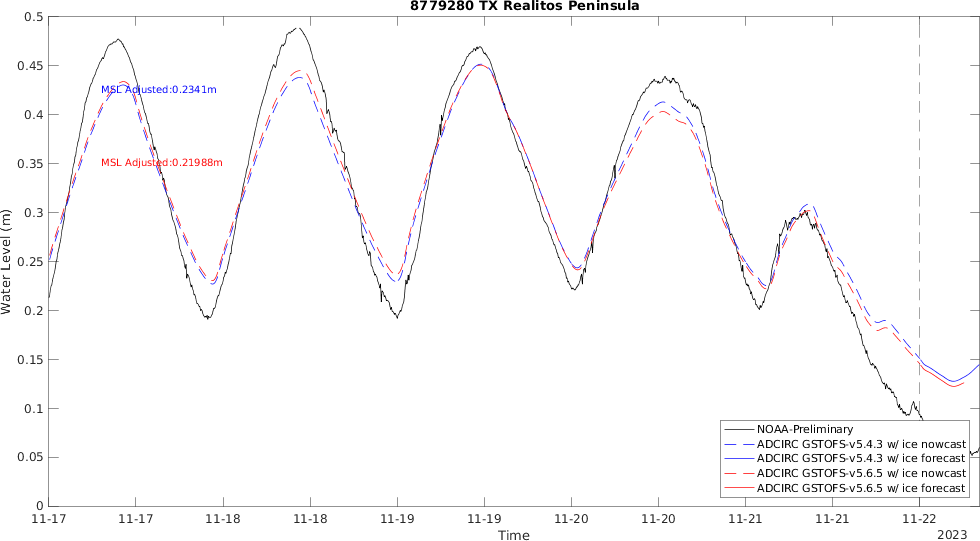 8779280 TX Realitos Peninsula
0.5
0.45
0.4
0.35
0.3
0.25
0.2
0.15
0.1
0.05
0
Water Level (m)
MSL Adjusted:0.2341m
MSL Adjusted:0.21988m
NOAA-Preliminary
ADCIRC GSTOFS-v5.4.3 w/ ice nowcast
ADCIRC GSTOFS-v5.4.3 w/ ice forecast
ADCIRC GSTOFS-v5.6.5 w/ ice nowcast
ADCIRC GSTOFS-v5.6.5 w/ ice forecast
11-17 11-17 11-18 11-18 11-19 11-19 11-20 11-20 11-21 11-21 11-22
Time
2023